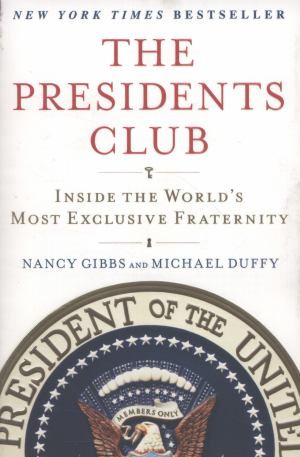 NEW YORK TIMES BESTSELLER
THE
PRESIDENTS
CLUB
INSIDE THE WORLD'S
MOST EXCLUSIVE FRATERNITY
NANCY GIBBS AND MICHAEL DUFFY
PRESIDENT OF THE UNITE
MEMBERS ONLY